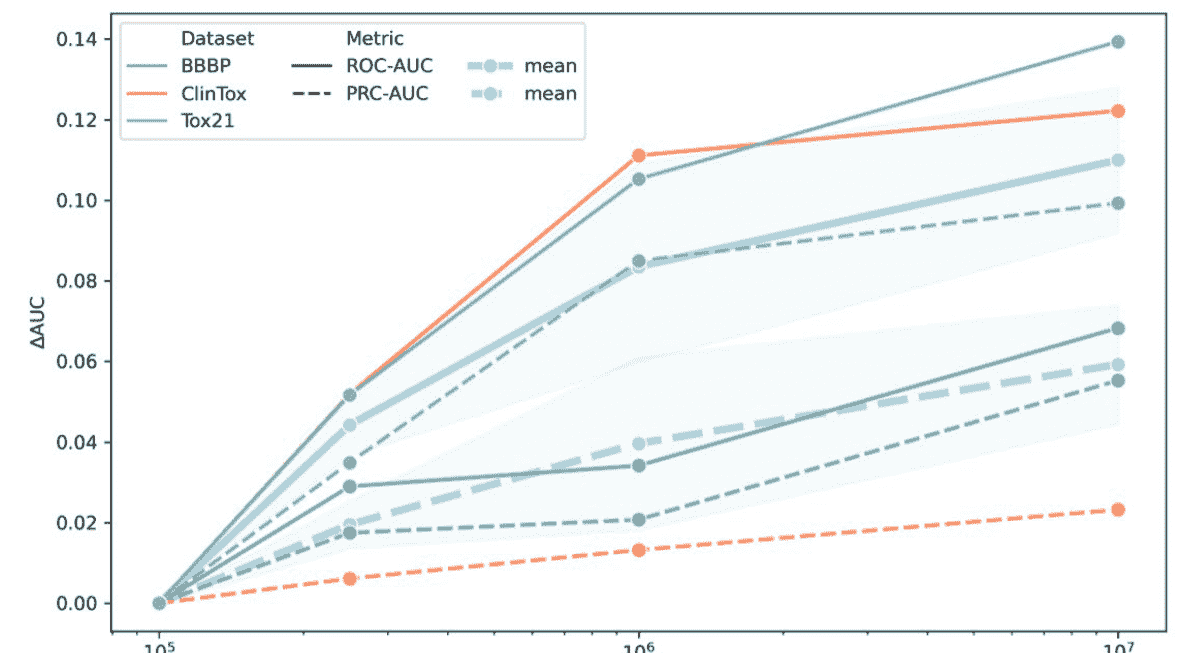 0.14
Dataset Metric
BBBP ROC-AUC mean
ClinTox PRC-AUC mean
Tox21
0.12
0.10
0.08
ΔAUC
0.06
0.04
0.02
0.00
10⁵ 10⁶ 10⁷